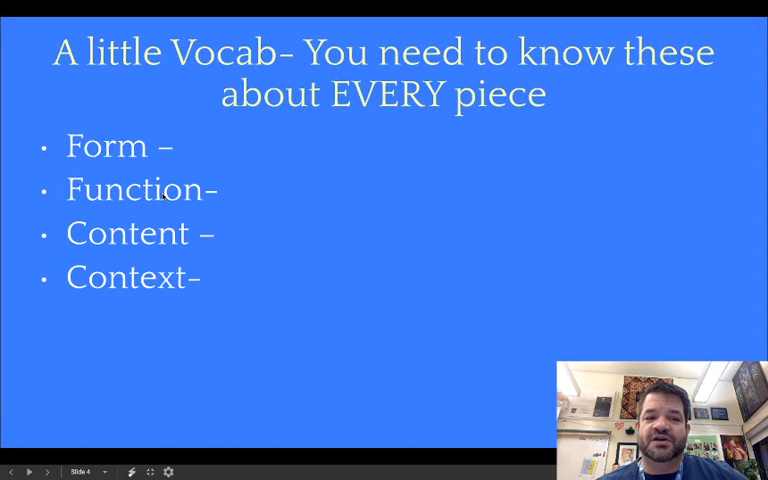 A little Vocab- You need to know these
about EVERY piece
• Form –
• Function-
• Content –
• Context-
Slide 4